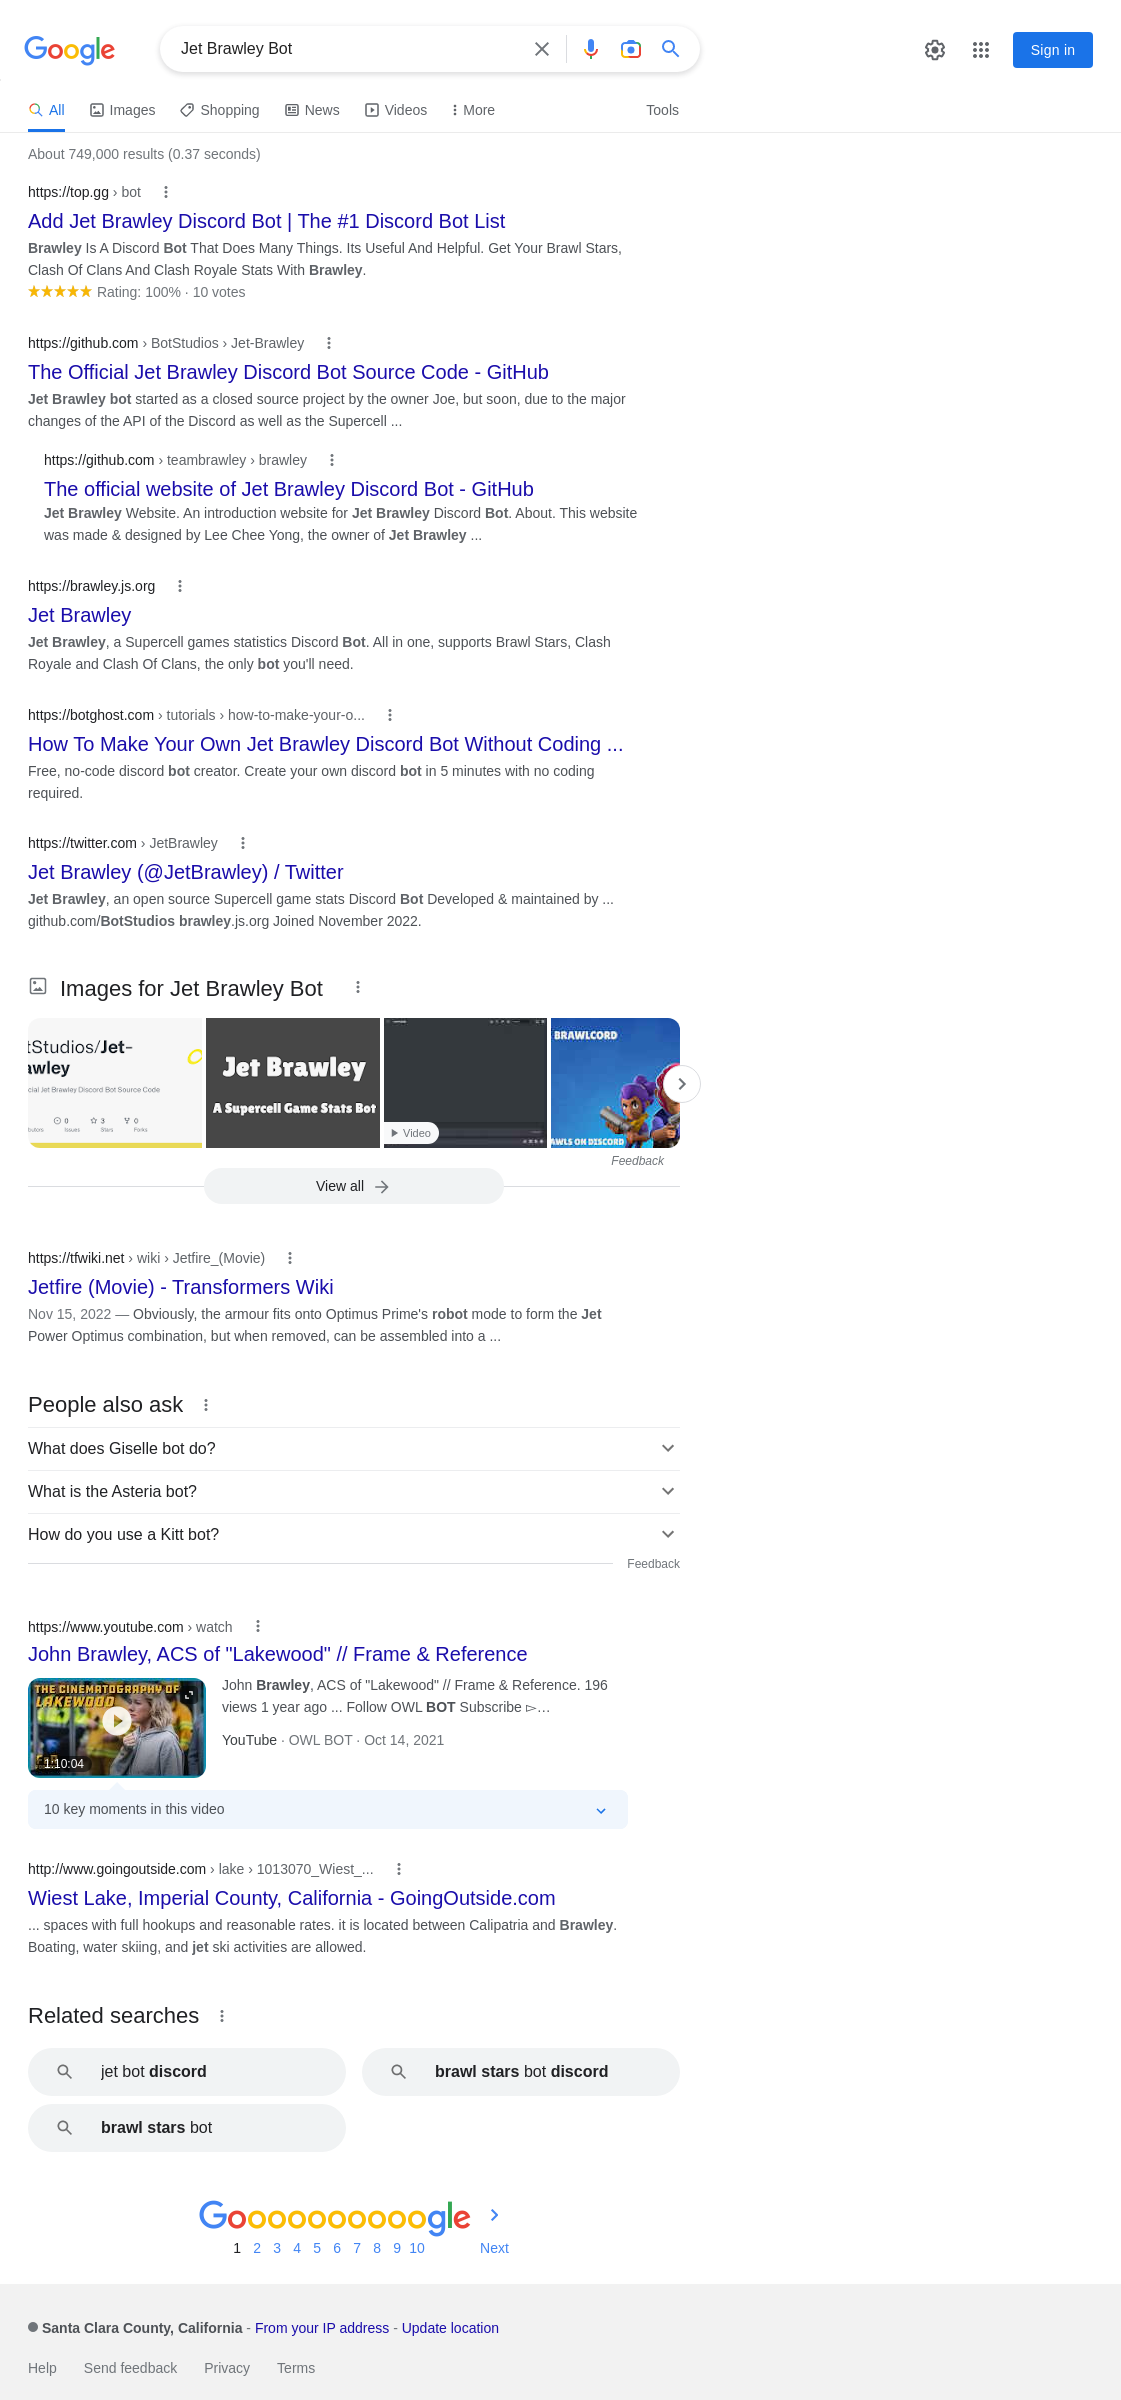 Google
Jet Brawley Bot
Sign in
All
Images
Shopping
News
Videos
More
Tools
About 749,000 results (0.37 seconds)
https://top.gg › bot
Add Jet Brawley Discord Bot | The #1 Discord Bot List
Brawley Is A Discord Bot That Does Many Things. Its Useful And Helpful. Get Your Brawl Stars,
Clash Of Clans And Clash Royale Stats With Brawley.
Rating: 100% · 10 votes
https://github.com › BotStudios › Jet-Brawley
The Official Jet Brawley Discord Bot Source Code - GitHub
Jet Brawley bot started as a closed source project by the owner Joe, but soon, due to the major
changes of the API of the Discord as well as the Supercell ...
https://github.com › teambrawley › brawley
The official website of Jet Brawley Discord Bot - GitHub
Jet Brawley Website. An introduction website for Jet Brawley Discord Bot. About. This website
was made & designed by Lee Chee Yong, the owner of Jet Brawley ...
https://brawley.js.org
Jet Brawley
Jet Brawley, a Supercell games statistics Discord Bot. All in one, supports Brawl Stars, Clash
Royale and Clash Of Clans, the only bot you'll need.
https://botghost.com › tutorials › how-to-make-your-o...
How To Make Your Own Jet Brawley Discord Bot Without Coding ...
Free, no-code discord bot creator. Create your own discord bot in 5 minutes with no coding
required.
https://twitter.com › JetBrawley
Jet Brawley (@JetBrawley) / Twitter
Jet Brawley, an open source Supercell game stats Discord Bot Developed & maintained by ...
github.com/BotStudios brawley.js.org Joined November 2022.
Images for Jet Brawley Bot
tStudios/Jet-
awley
cial Jet Brawley Discord Bot Source Code
0 3 0
Issues Stars Forks
Jet Brawley
A Supercell Game Stats Bot
Video
BRAWLCORD
AWLS ON DISCORD
Feedback
View all
https://tfwiki.net › wiki › Jetfire_(Movie)
Jetfire (Movie) - Transformers Wiki
Nov 15, 2022 — Obviously, the armour fits onto Optimus Prime's robot mode to form the Jet
Power Optimus combination, but when removed, can be assembled into a ...
People also ask
What does Giselle bot do?
What is the Asteria bot?
How do you use a Kitt bot?
Feedback
https://www.youtube.com › watch
John Brawley, ACS of "Lakewood" // Frame & Reference
THE CINEMATOGRAPHY OF
LAKEWOOD
1:10:04
John Brawley, ACS of "Lakewood" // Frame & Reference. 196
views 1 year ago ... Follow OWL BOT Subscribe ▻…
YouTube · OWL BOT · Oct 14, 2021
10 key moments in this video
http://www.goingoutside.com › lake › 1013070_Wiest_...
Wiest Lake, Imperial County, California - GoingOutside.com
... spaces with full hookups and reasonable rates. it is located between Calipatria and Brawley.
Boating, water skiing, and jet ski activities are allowed.
Related searches
jet bot discord
brawl stars bot discord
brawl stars bot
Goooooooooogle
1 2 3 4 5 6 7 8 9 10 Next
Santa Clara County, California - From your IP address - Update location
Help Send feedback Privacy Terms